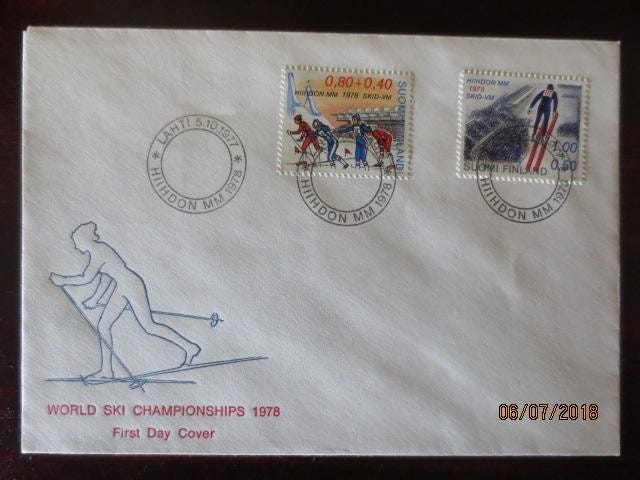 0,80+0,40
HIIHDON MM 1978 SKID-VM
SUOMI FINLAND
HIIHDON MM
1978
SKID-VM
1,00
0,50
SUOMI FINLAND
* LAHTI 5.10.1977 *
HIIHDON MM 1978
HIIHDON MM 1978
HIIHDON MM 1978
WORLD SKI CHAMPIONSHIPS 1978
First Day Cover
06/07/2018